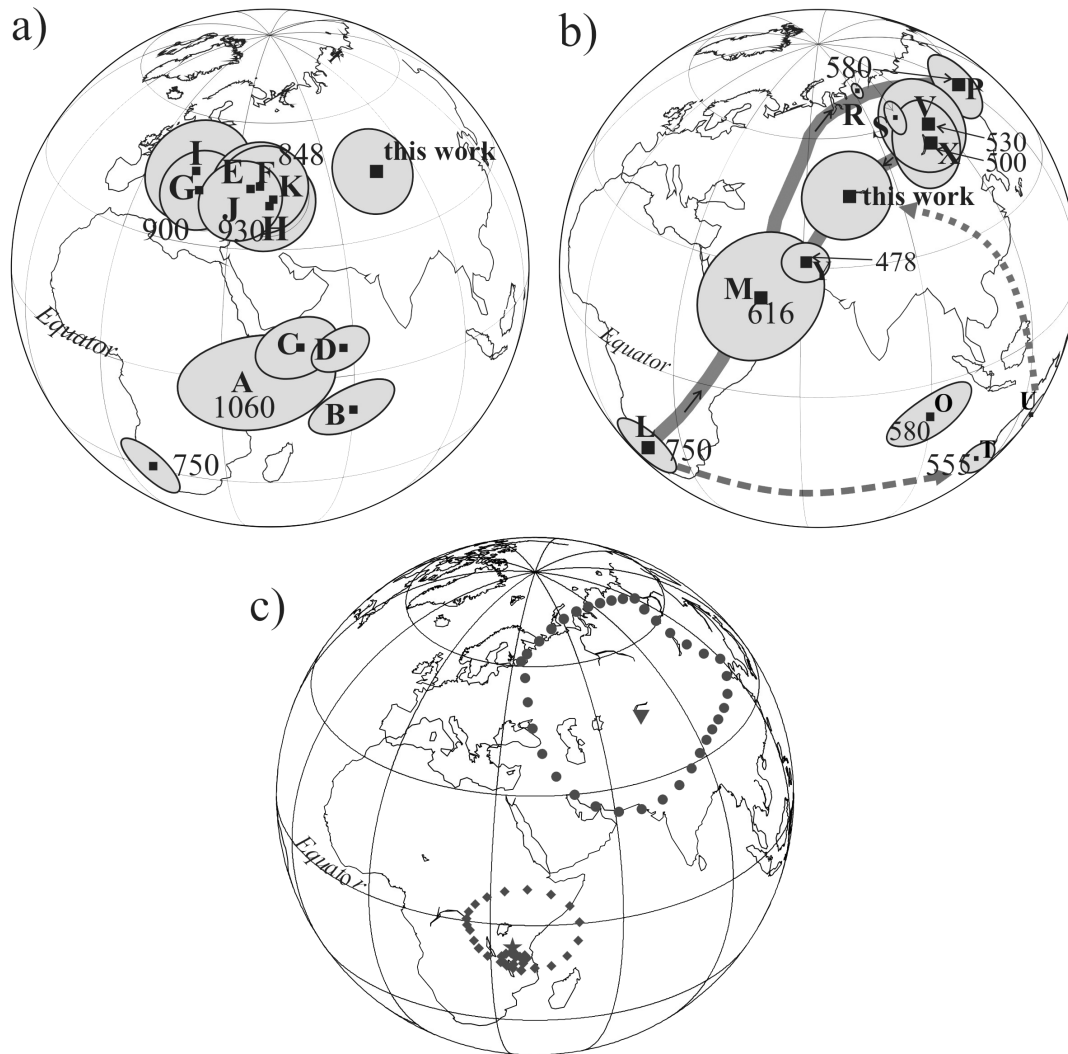 a)
this work
I
E
F
848
G
K
J
900
930
H
Equator
C
D
A
1060
B
750
b)
580
P
R
S
V
530
X
500
this work
478
Y
M
616
Equator
L
750
O
580
U
T
555
c)
Equator